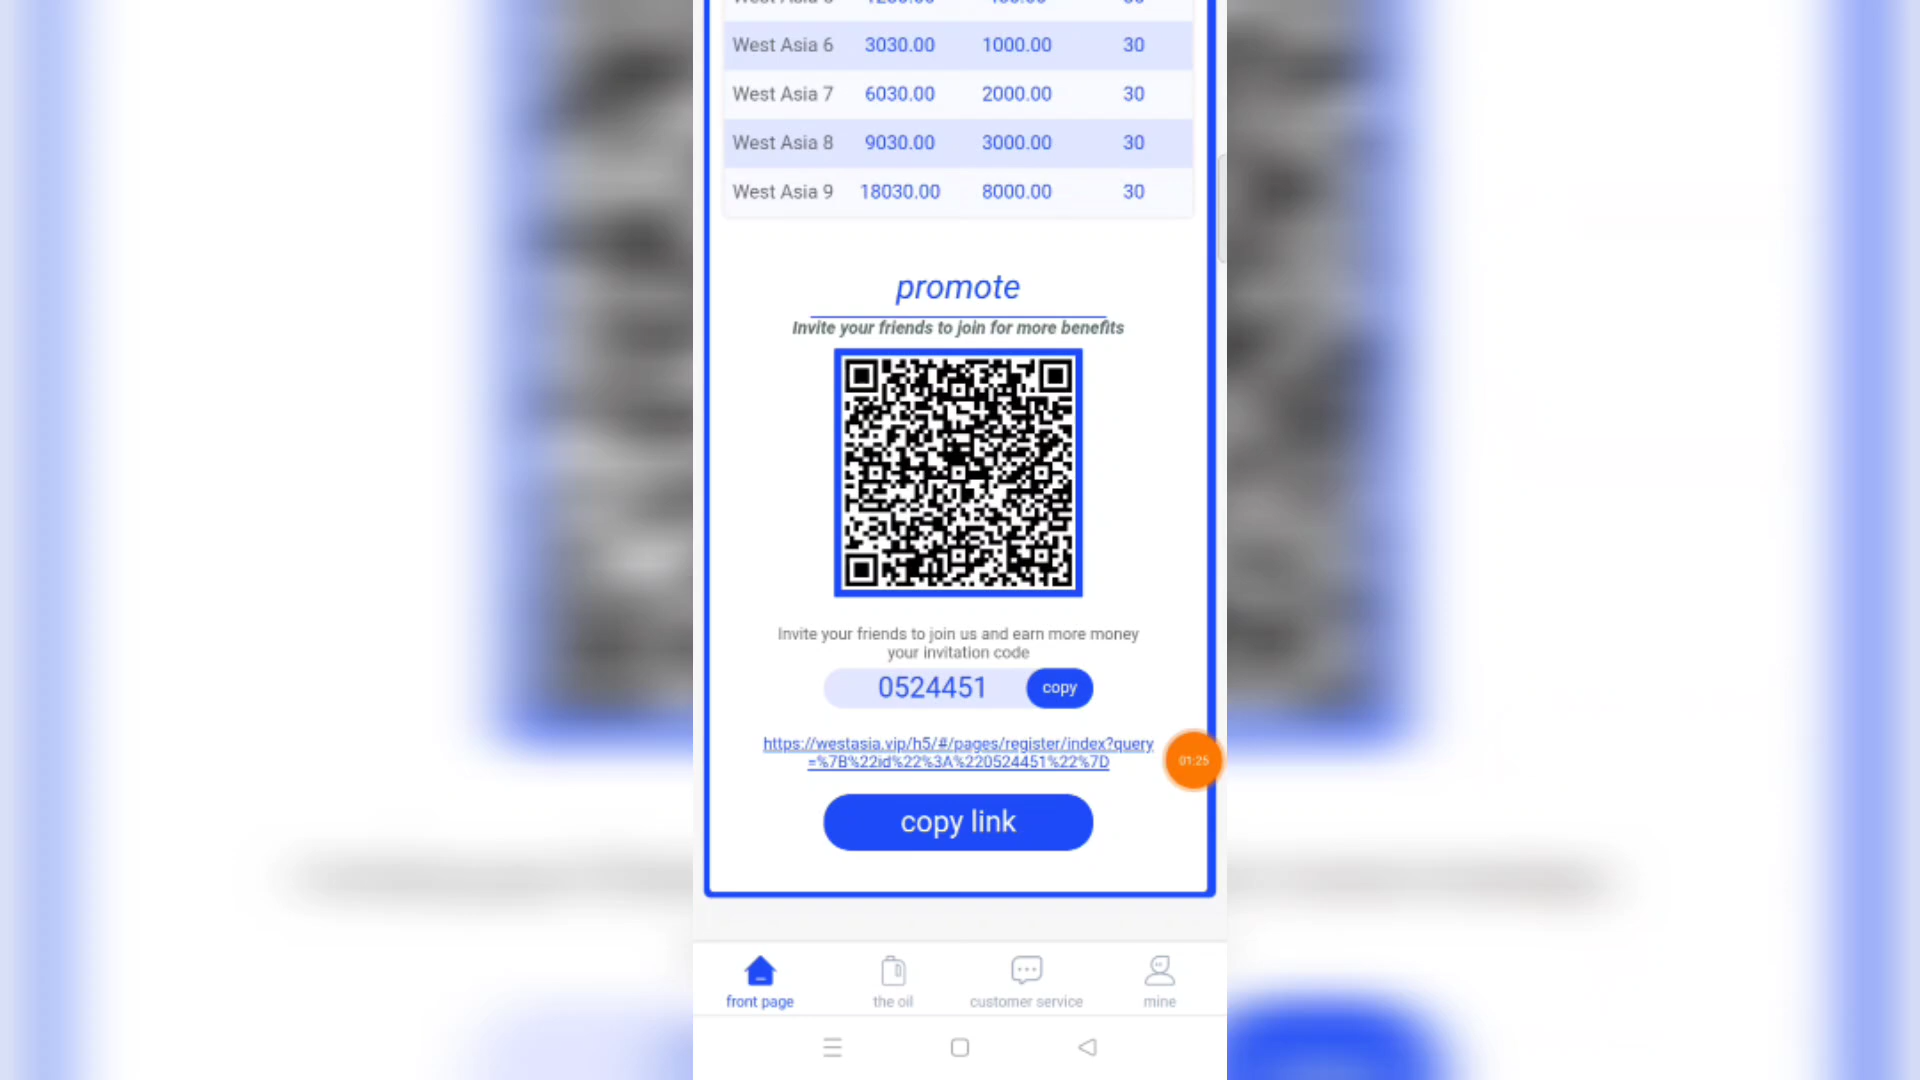 West Asia 6 3030.00 1000.00 30
West Asia 7 6030.00 2000.00 30
West Asia 8 9030.00 3000.00 30
West Asia 9 18030.00 8000.00 30
promote
Invite your friends to join for more benefits
Invite your friends to join us and earn more money
your invitation code
0524451 copy
https://westasia.vip/h5/#/pages/register/index?query
=%7B%22id%22%3A%220524451%22%7D
01:25
copy link
front page the oil customer service mine